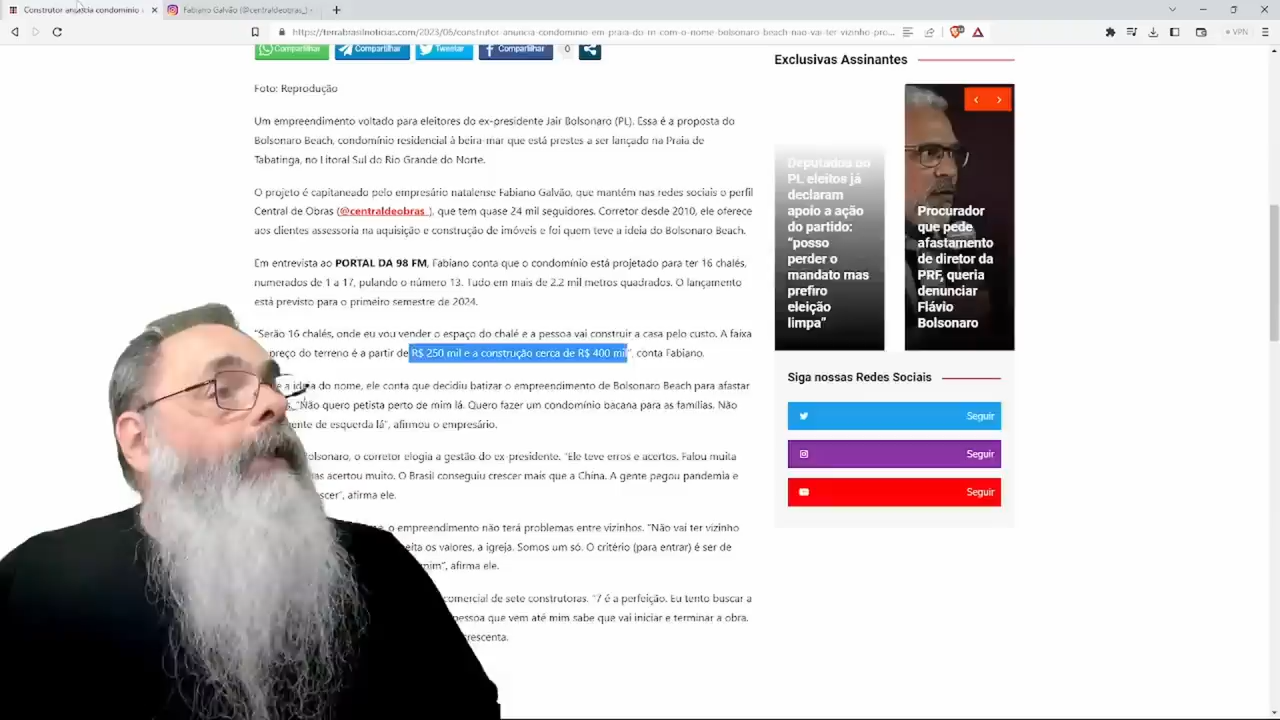 Construtor anuncia condomínio
Fabiano Galvão (@centraldeobras_)
https://terrabrasilnoticias.com/2023/06/construtor-anuncia-condominio-em-praia-do-rn-com-o-nome-bolsonaro-beach-nao-vai-ter-vizinho-pro...
VPN
Compartilhar
Compartilhar
Tweetar
Compartilhar
0
Foto: Reprodução
Um empreendimento voltado para eleitores do ex-presidente Jair Bolsonaro (PL). Essa é a proposta do
Bolsonaro Beach, condomínio residencial à beira-mar que está prestes a ser lançado na Praia de
Tabatinga, no Litoral Sul do Rio Grande do Norte.
O projeto é capitaneado pelo empresário natalense Fabiano Galvão, que mantém nas redes sociais o perfil
Central de Obras (@centraldeobras_), que tem quase 24 mil seguidores. Corretor desde 2010, ele oferece
aos clientes assessoria na aquisição e construção de imóveis e foi quem teve a ideia do Bolsonaro Beach.
Em entrevista ao PORTAL DA 98 FM, Fabiano conta que o condomínio está projetado para ter 16 chalés,
numerados de 1 a 17, pulando o número 13. Tudo em mais de 2,2 mil metros quadrados. O lançamento
está previsto para o primeiro semestre de 2024.
"Serão 16 chalés, onde eu vou vender o espaço do chalé e a pessoa vai construir a casa pelo custo. A faixa
preço do terreno é a partir de R$ 250 mil e a construção cerca de R$ 400 mil", conta Fabiano.
e a ideia do nome, ele conta que decidiu batizar o empreendimento de Bolsonaro Beach para afastar
"Não quero petista perto de mim lá. Quero fazer um condomínio bacana para as famílias. Não
gente de esquerda lá", afirmou o empresário.
Bolsonaro, o corretor elogia a gestão do ex-presidente. "Ele teve erros e acertos. Falou muita
mas acertou muito. O Brasil conseguiu crescer mais que a China. A gente pegou pandemia e
afirma ele.
o empreendimento não terá problemas entre vizinhos. "Não vai ter vizinho
os valores, a igreja. Somos um só. O critério (para entrar) é ser de
afirma ele.
comercial de sete construtoras. "7 é a perfeição. Eu tento buscar a
pessoa que vem até mim sabe que vai iniciar e terminar a obra.
Exclusivas Assinantes
Deputados do
PL eleitos já
declaram
apoio a ação
do partido:
"posso
perder o
mandato mas
prefiro
eleição
limpa"
Procurador
que pede
afastamento
de diretor da
PRF, queria
denunciar
Flávio
Bolsonaro
Siga nossas Redes Sociais
Seguir
Seguir
Seguir